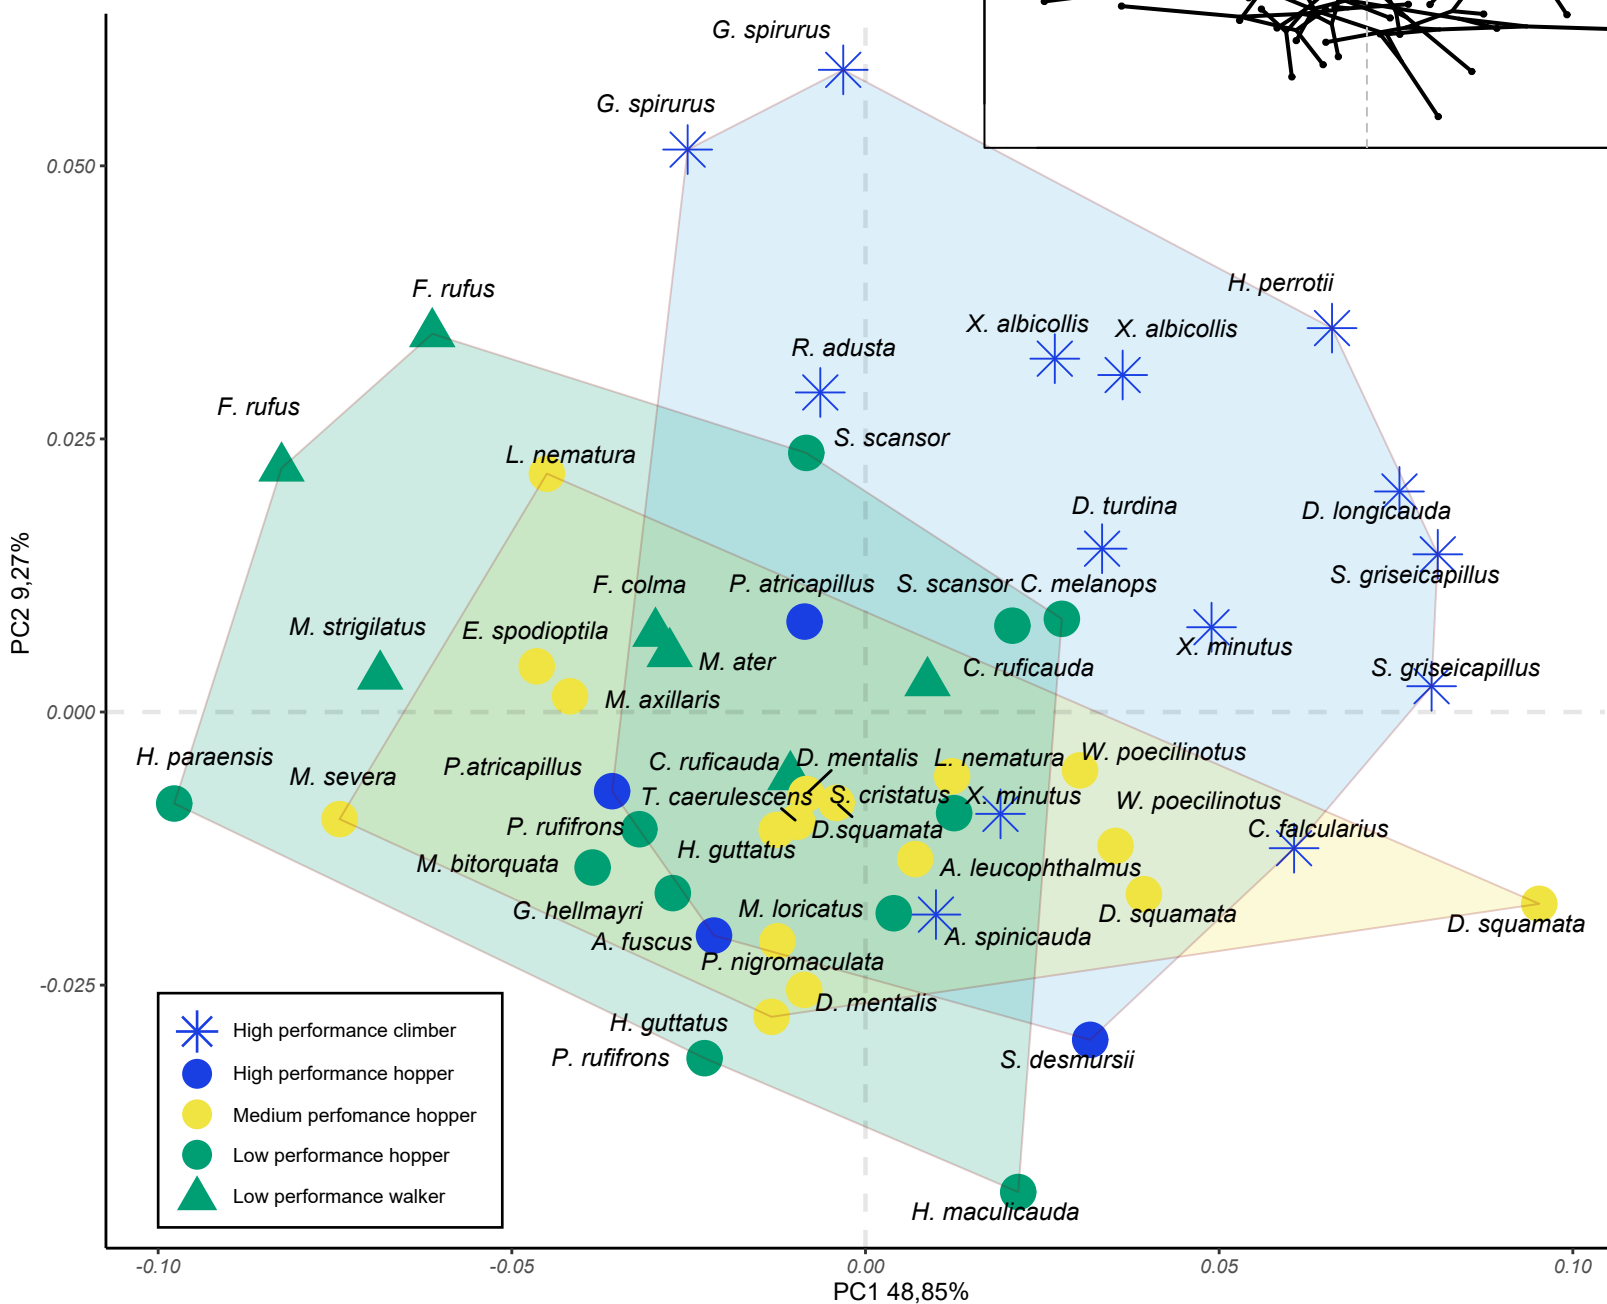 G. spirurus
G. spirurus
0.050
H. perrotii
F. rufus
X. albicollis
X. albicollis
R. adusta
F. rufus
0.025
S. scansor
L. nematura
D. turdina
D. longicauda
S. griseicapillus
F. colma
P. atricapillus
S. scansor
C. melanops
M. strigilatus
E. spodioptila
PC2 9,27%
X. minutus
M. ater
C. ruficauda
S. griseicapillus
M. axillaris
0.000
H. paraensis
M. severa
P.atricapillus
C. ruficauda
D. mentalis
L. nematura
W. poecilinotus
T. caerulescens
S. cristatus
X. minutus
W. poecilinotus
P. rufifrons
D.squamata
C. falcularius
H. guttatus
M. bitorquata
A. leucophthalmus
G. hellmayri
M. loricatus
D. squamata
D. squamata
A. fuscus
A. spinicauda
P. nigromaculata
-0.025
D. mentalis
H. guttatus
P. rufifrons
S. desmursii
High performance climber
High performance hopper
Medium perfomance hopper
Low performance hopper
Low performance walker
H. maculicauda
-0.10
-0.05
0.00
0.05
0.10
PC1 48,85%